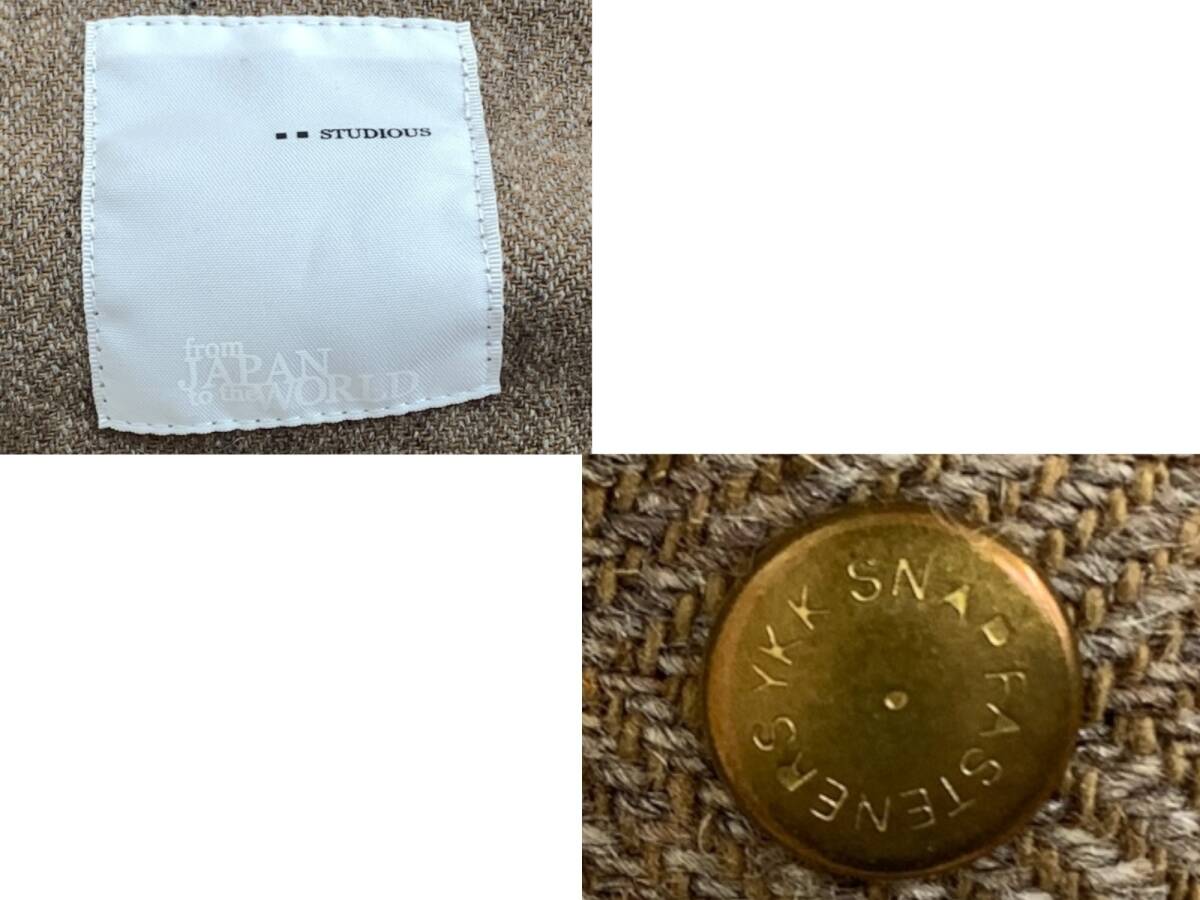 STUDIOUS
from
JAPAN
to the WORLD
YKK SNAP FASTENERS